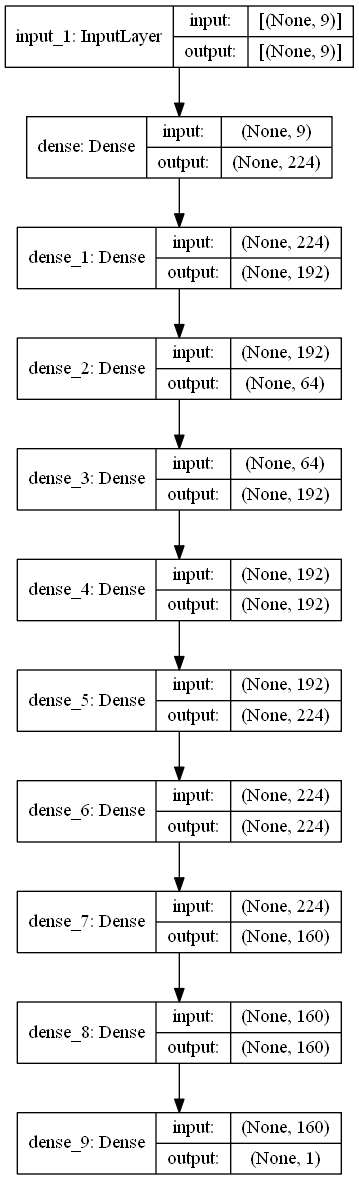 input_1: InputLayer input: [(None, 9)]
output: [(None, 9)]
dense: Dense input: (None, 9)
output: (None, 224)
dense_1: Dense input: (None, 224)
output: (None, 192)
dense_2: Dense input: (None, 192)
output: (None, 64)
dense_3: Dense input: (None, 64)
output: (None, 192)
dense_4: Dense input: (None, 192)
output: (None, 192)
dense_5: Dense input: (None, 192)
output: (None, 224)
dense_6: Dense input: (None, 224)
output: (None, 224)
dense_7: Dense input: (None, 224)
output: (None, 160)
dense_8: Dense input: (None, 160)
output: (None, 160)
dense_9: Dense input: (None, 160)
output: (None, 1)